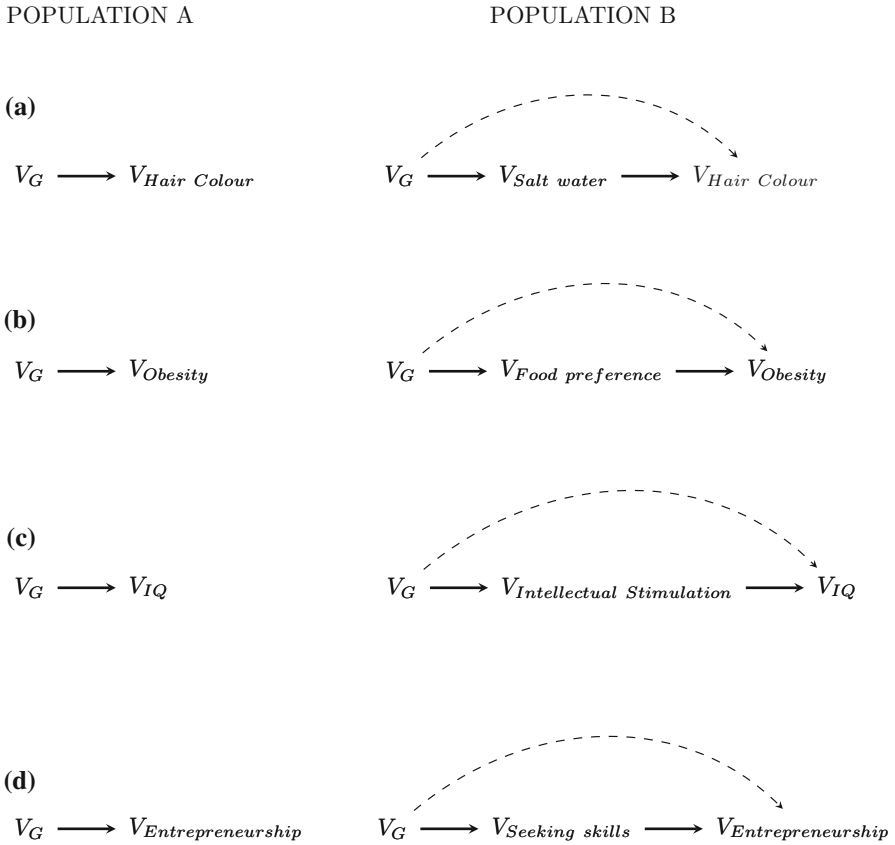 POPULATION A POPULATION B
(a)
V_G V_Hair Colour V_G V_Salt water V_Hair Colour
(b)
V_G V_Obesity V_G V_Food preference V_Obesity
(c)
V_G V_IQ V_G V_Intellectual Stimulation V_IQ
(d)
V_G V_Entrepreneurship V_G V_Seeking skills V_Entrepreneurship